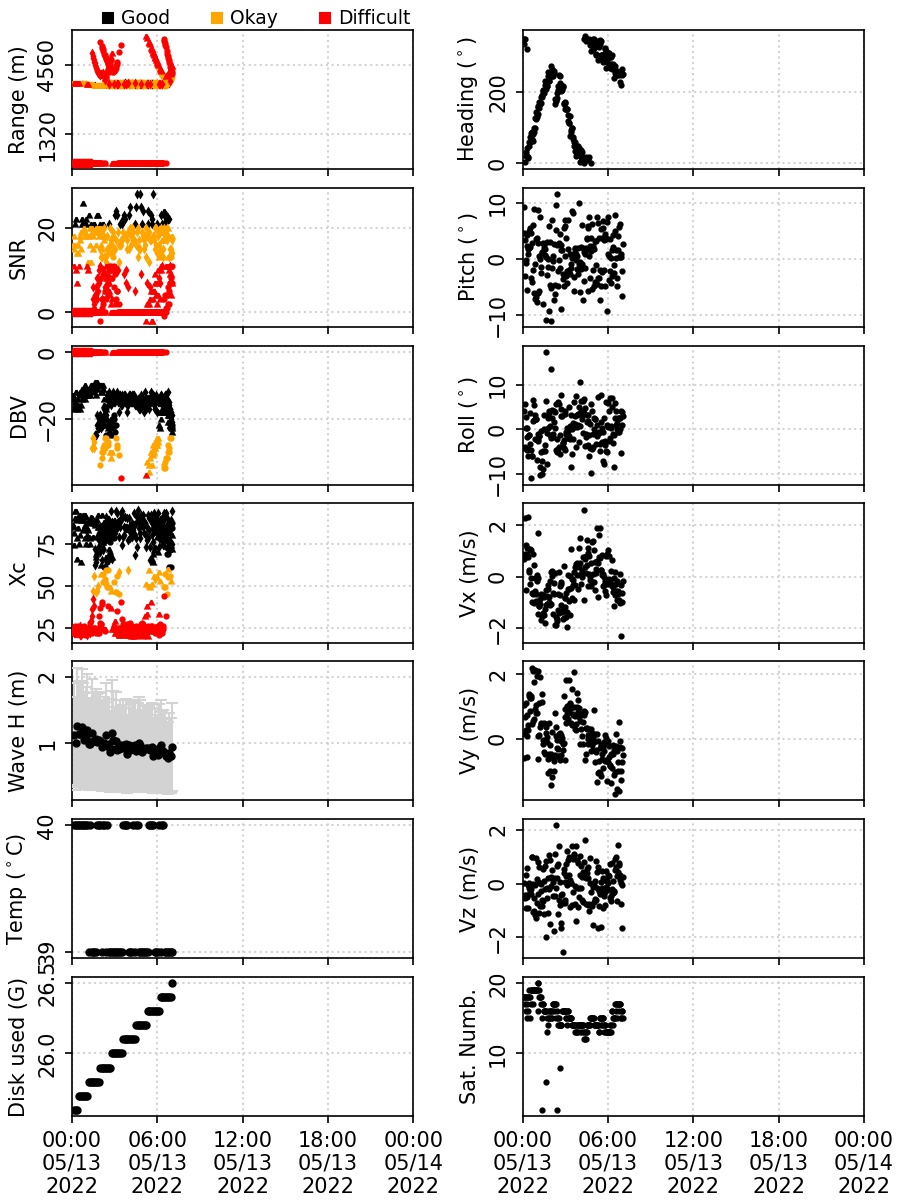 Good Okay Difficult
Range (m)
4560
1320
Heading (°)
200
0
SNR
20
0
Pitch (°)
10
0
−10
DBV
0
−20
Roll (°)
10
0
−10
Xc
75
50
25
Vx (m/s)
2
0
−2
Wave H (m)
2
1
Vy (m/s)
2
0
Temp (°C)
40
39
Vz (m/s)
2
0
−2
Disk used (G)
26.5
26.0
Sat. Numb.
20
10
00:00 06:00 12:00 18:00 00:00
05/13 05/13 05/13 05/13 05/14
2022 2022 2022 2022 2022
00:00 06:00 12:00 18:00 00:00
05/13 05/13 05/13 05/13 05/14
2022 2022 2022 2022 2022